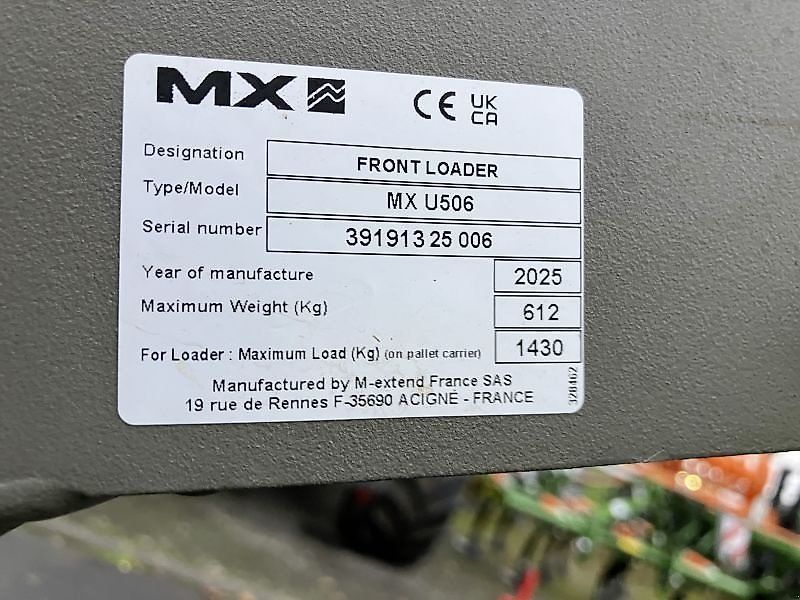 MX
CE UK CA
Designation FRONT LOADER
Type/Model MX U506
Serial number 391913 25 006
Year of manufacture 2025
Maximum Weight (Kg) 612
For Loader : Maximum Load (Kg) (on pallet carrier) 1430
Manufactured by M-extend France SAS
19 rue de Rennes F-35690 ACIGNÉ - FRANCE
328462